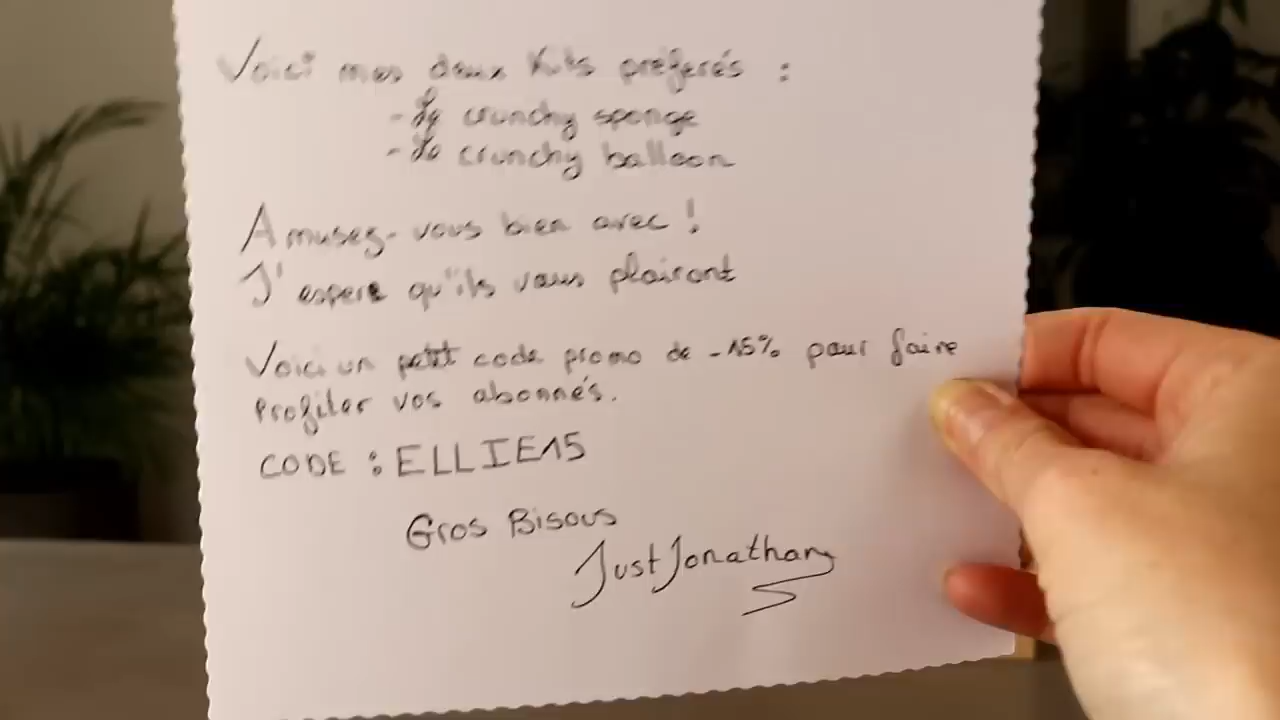 Voici mes deux kits préférés :
- Le crunchy sponge
- Le crunchy balloon
Amusez-vous bien avec !
J'espere qu'ils vous plairont
Voici un petit code promo de -15% pour faire
profiter vos abonnés.
CODE : ELLIE15
Gros Bisous
JustJonathan